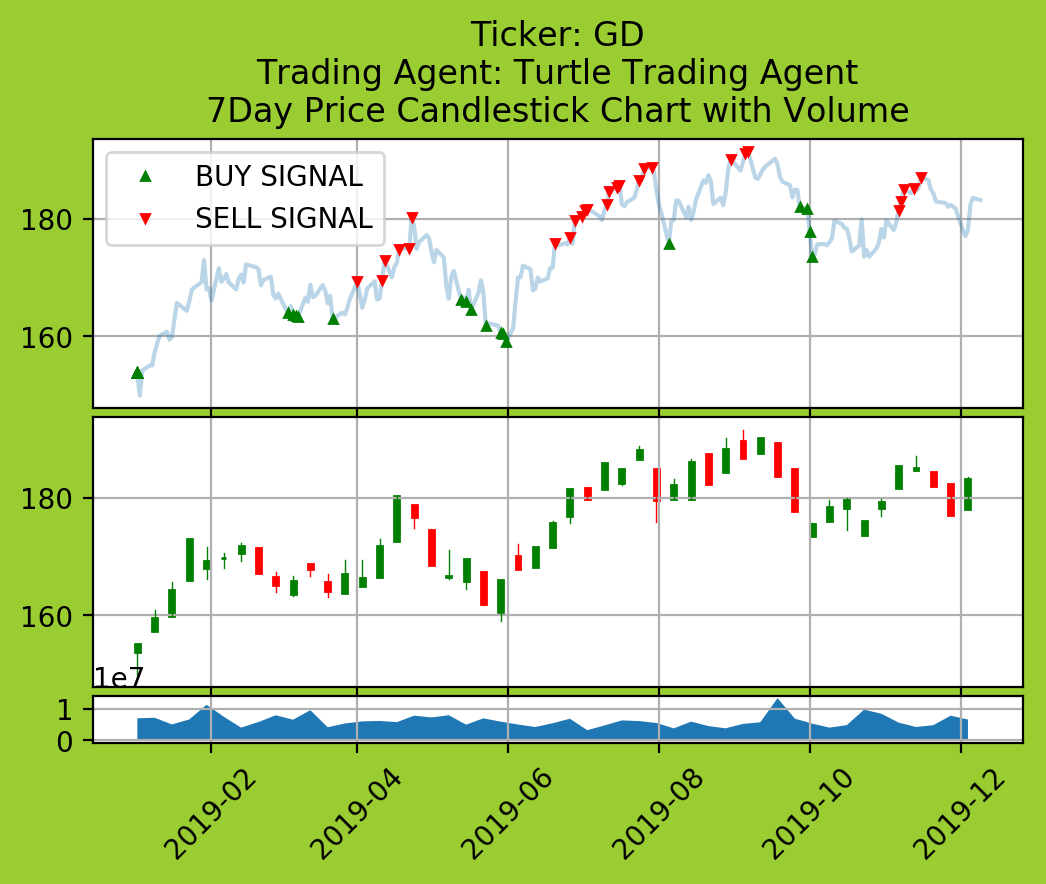 Ticker: GD
Trading Agent: Turtle Trading Agent
7Day Price Candlestick Chart with Volume
BUY SIGNAL
SELL SIGNAL
180
160
180
160
1e7
1
0
2019-02
2019-04
2019-06
2019-08
2019-10
2019-12